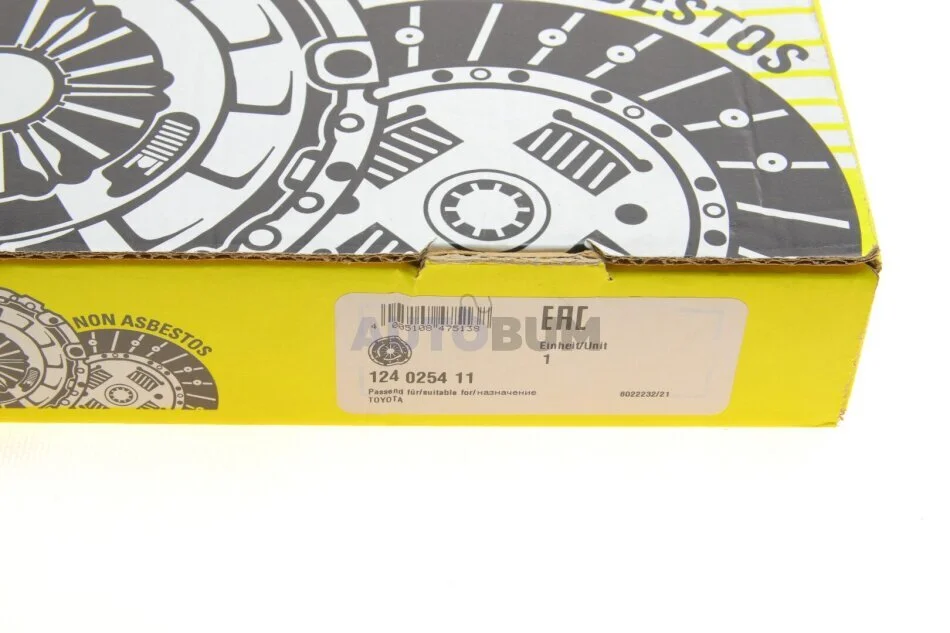 ASBESTOS
NON ASBESTOS
4 005108 475138
EAC
AUTOBUM
Einheit/Unit
1
124 0254 11
Passend für/suitable for/назначение
TOYOTA
6022232/21